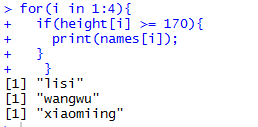 > for(i in 1:4){
+   if(height[i] >= 170){
+     print(names[i]);
+   }
+    }
[1] "lisi"
[1] "wangwu"
[1] "xiaomiing"